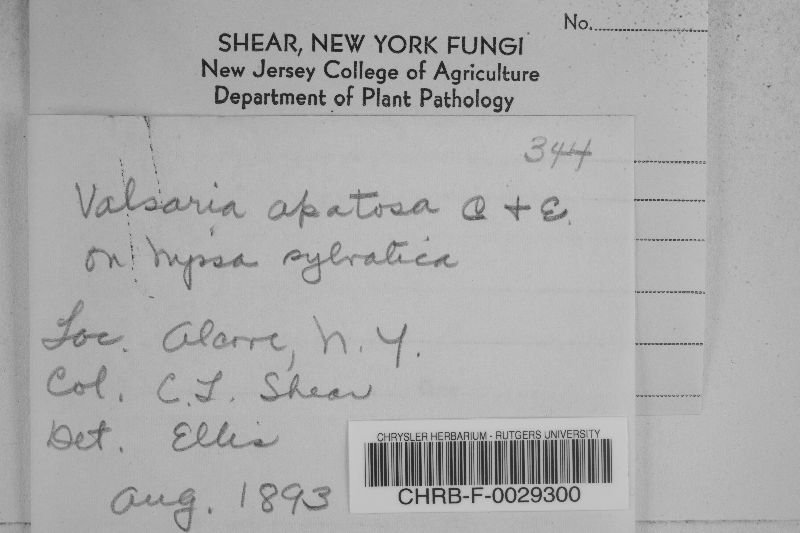 No.
SHEAR, NEW YORK FUNGI
New Jersey College of Agriculture
Department of Plant Pathology
344
Valsaria apatosa C + E.
on Nyssa sylvatica
Loc. Alcove, N.Y.
Col. C.L. Shear
Det. Ellis
Aug. 1893
CHRYSLER HERBARIUM - RUTGERS UNIVERSITY
CHRB-F-0029300